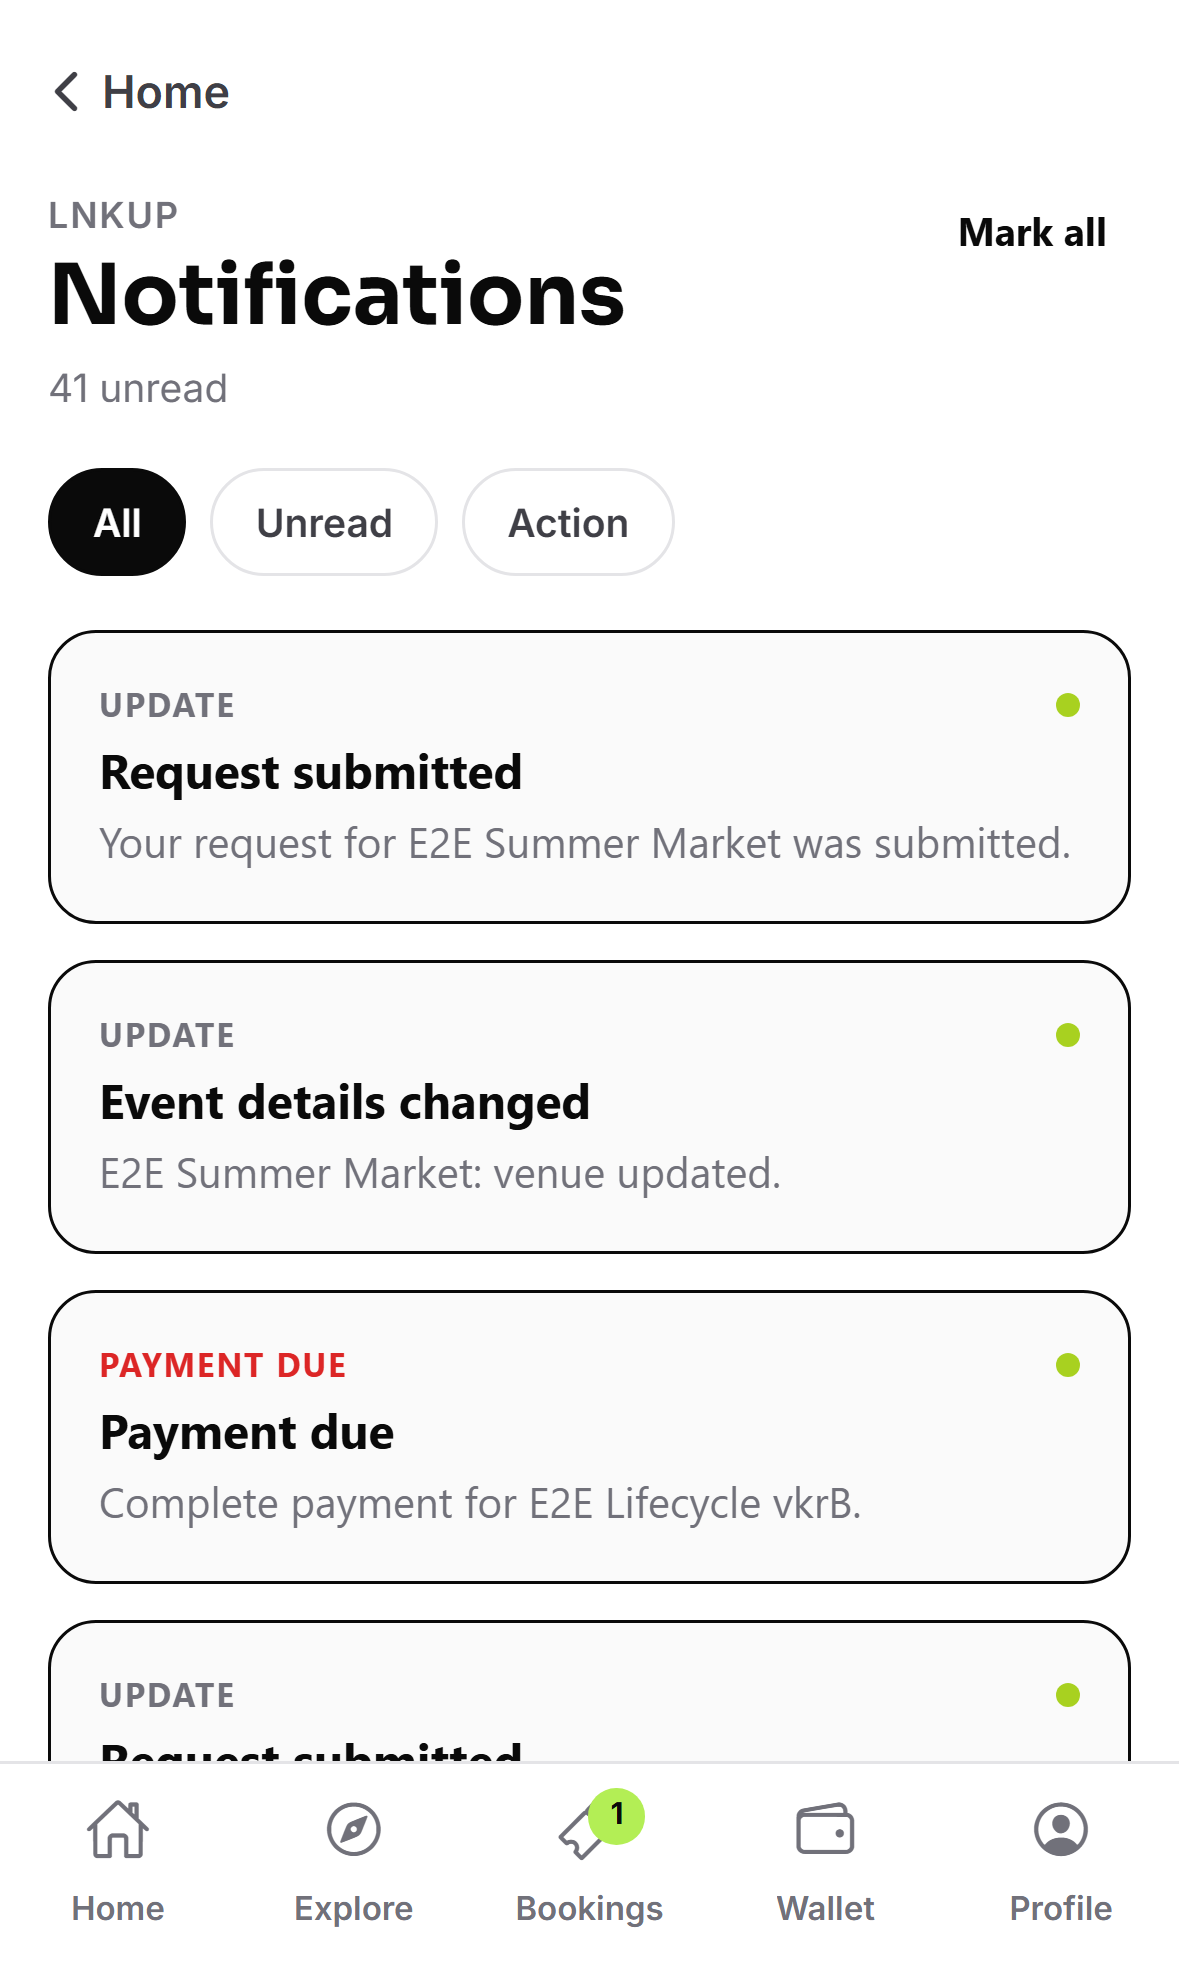 Home
LNKUP
Mark all
Notifications
41 unread
All
Unread
Action
UPDATE
Request submitted
Your request for E2E Summer Market was submitted.
UPDATE
Event details changed
E2E Summer Market: venue updated.
PAYMENT DUE
Payment due
Complete payment for E2E Lifecycle vkrB.
UPDATE
Request submitted
1
Home
Explore
Bookings
Wallet
Profile